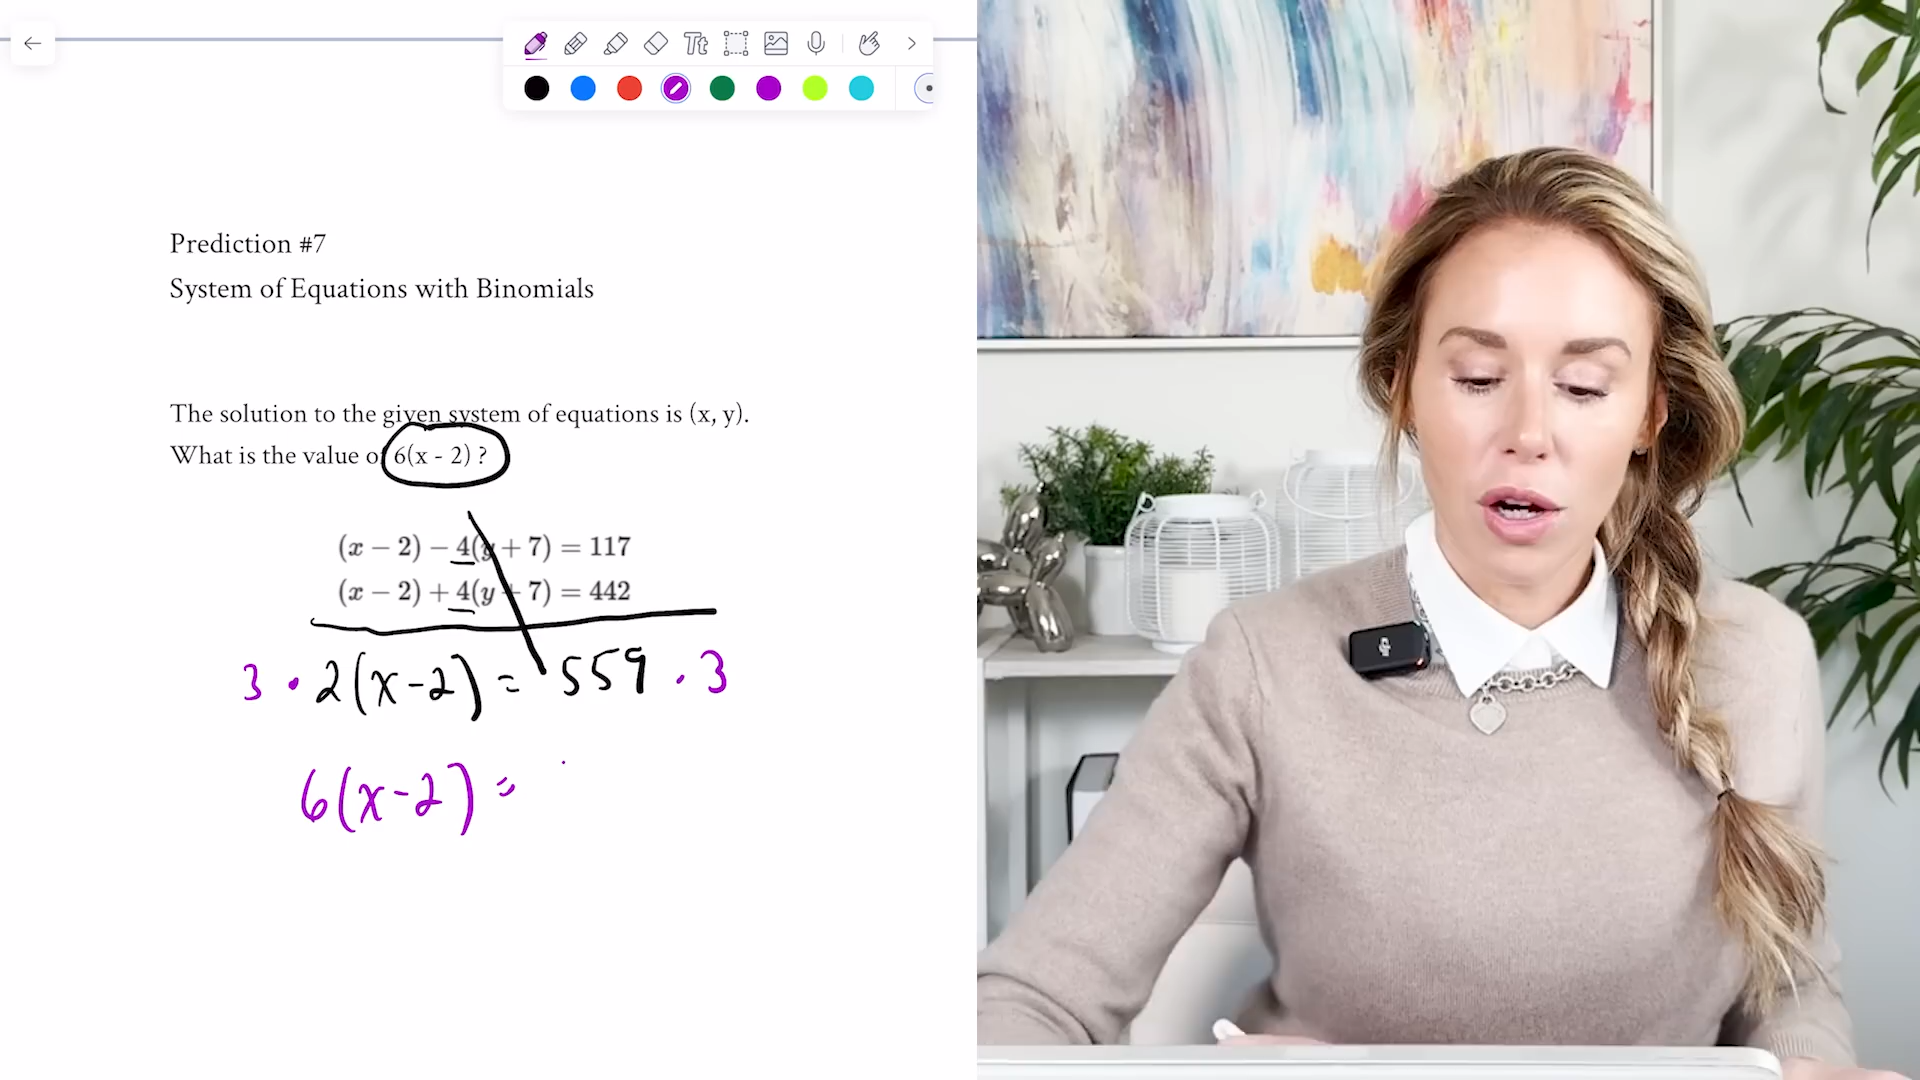 Tt
Prediction #7
System of Equations with Binomials
The solution to the given system of equations is (x, y).
What is the value of 6(x - 2) ?
(x − 2) − 4(y + 7) = 117
(x − 2) + 4(y + 7) = 442
3 · 2(x-2) = 559 · 3
6(x-2) =